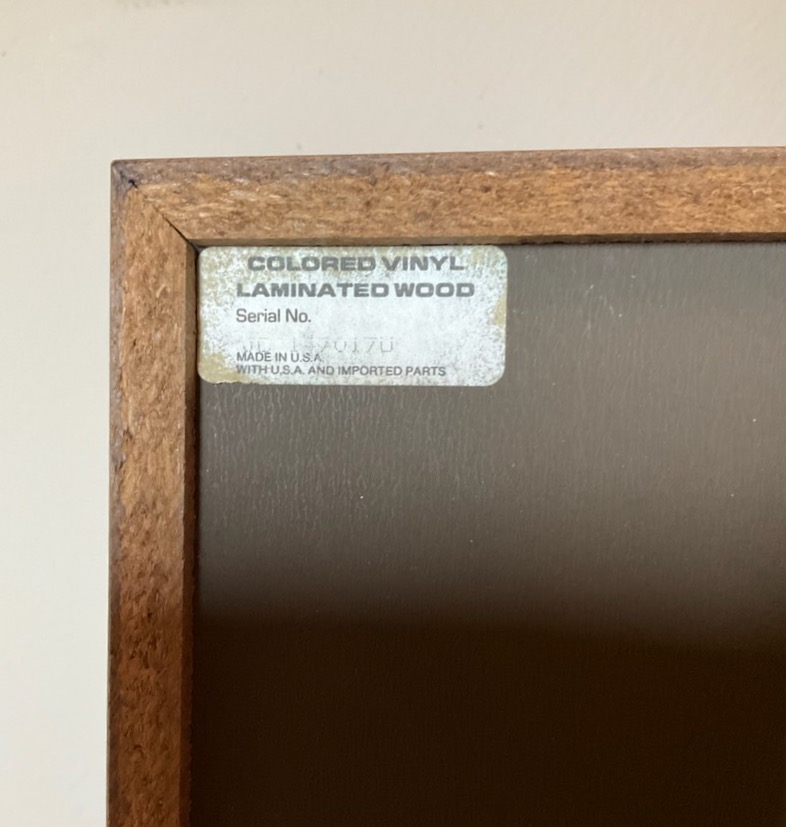 COLORED VINYL
LAMINATED WOOD
Serial No.
MADE IN U.S.A.
WITH U.S.A. AND IMPORTED PARTS